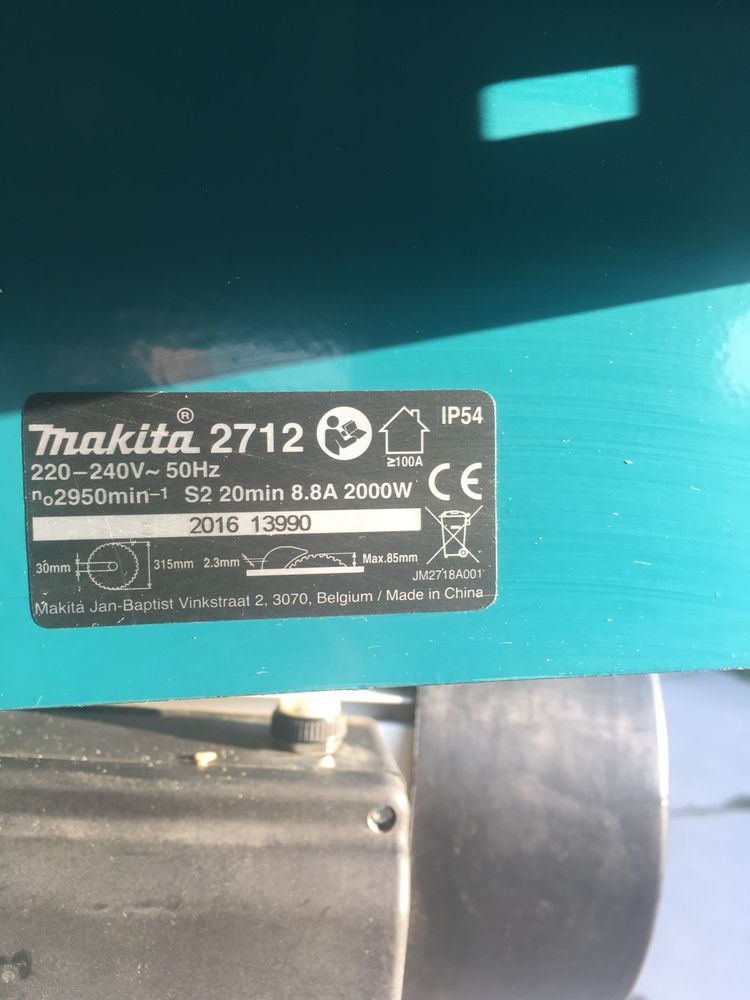 makita® 2712
IP54
≥100A
220–240V~ 50Hz
n₀2950min⁻¹ S2 20min 8.8A 2000W
CE
2016 13990
30mm 315mm 2.3mm Max.85mm
JM2718A001
Makita Jan-Baptist Vinkstraat 2, 3070, Belgium / Made in China